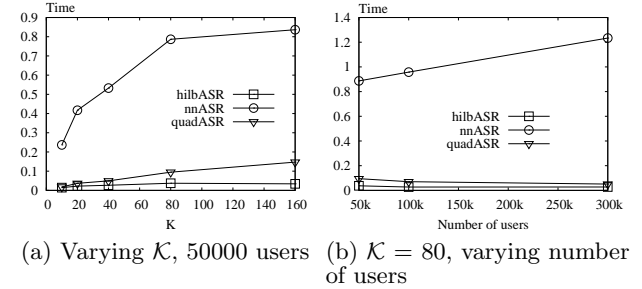 Time
0.9
0.8
0.7
0.6
0.5
0.4
0.3
0.2
0.1
0
hilbASR
nnASR
quadASR
0 20 40 60 80 100 120 140 160
K
(a) Varying K, 50000 users
Time
1.4
1.2
1
0.8
0.6
0.4
0.2
0
hilbASR
nnASR
quadASR
50k 100k 150k 200k 250k 300k
Number of users
(b) K = 80, varying number
of users